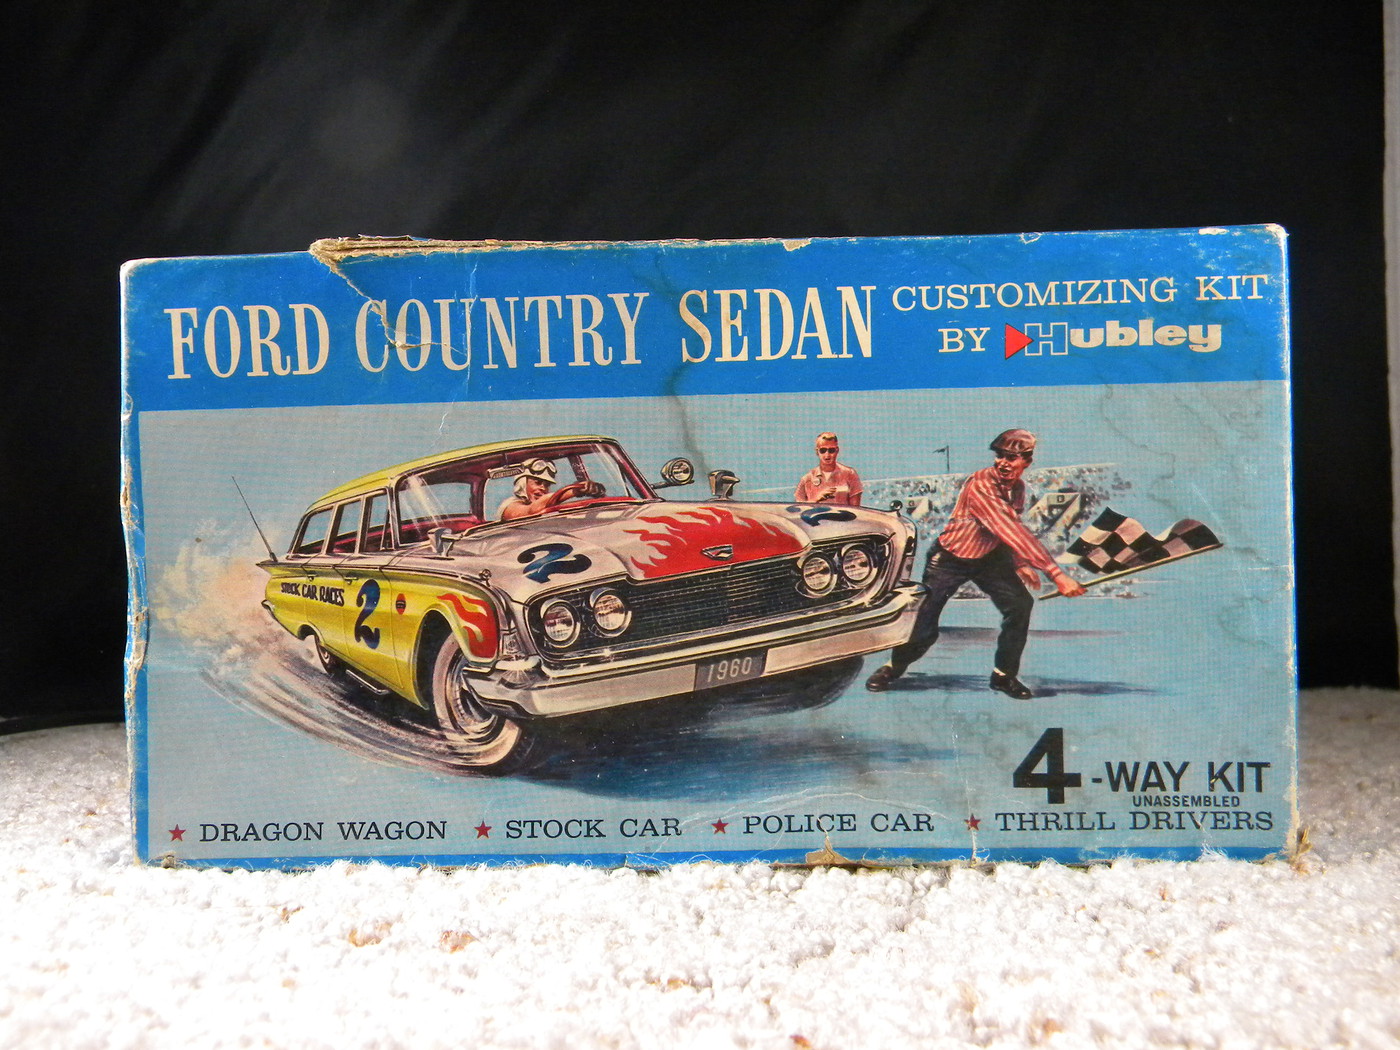 FORD COUNTRY SEDAN
CUSTOMIZING KIT
BY Hubley
2
2
STOCK CAR RACES
2
1960
4-WAY KIT
UNASSEMBLED
★ DRAGON WAGON ★ STOCK CAR ★ POLICE CAR ★ THRILL DRIVERS